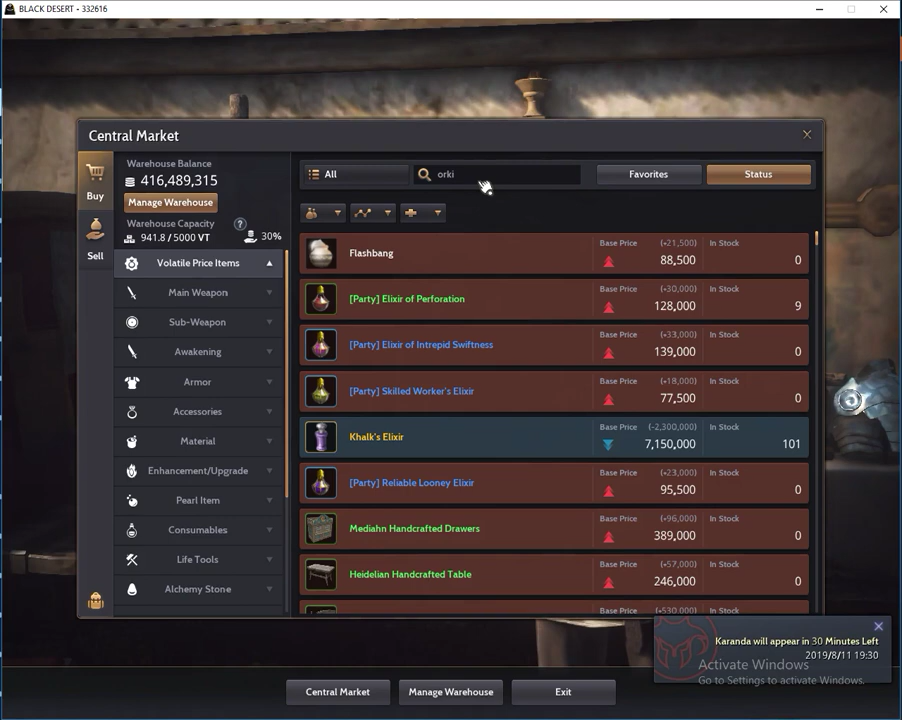 BLACK DESERT - 332616
Central Market
Buy
Sell
Warehouse Balance
416,489,315
Manage Warehouse
Warehouse Capacity ?
941.8 / 5000 VT 30%
Volatile Price Items
Main Weapon
Sub-Weapon
Awakening
Armor
Accessories
Material
Enhancement/Upgrade
Pearl Item
Consumables
Life Tools
Alchemy Stone
All orki Favorites Status
Flashbang Base Price (+21,500) 88,500 In Stock 0
[Party] Elixir of Perforation Base Price (+30,000) 128,000 In Stock 9
[Party] Elixir of Intrepid Swiftness Base Price (+33,000) 139,000 In Stock 0
[Party] Skilled Worker's Elixir Base Price (+18,000) 77,500 In Stock 0
Khalk's Elixir Base Price (-2,300,000) 7,150,000 In Stock 101
[Party] Reliable Looney Elixir Base Price (+23,000) 95,500 In Stock 0
Mediahn Handcrafted Drawers Base Price (+96,000) 389,000 In Stock 0
Heidelian Handcrafted Table Base Price (+57,000) 246,000 In Stock 0
Base Price (+530,000) In Stock
Karanda will appear in 30 Minutes Left
2019/8/11 19:30
Activate Windows
Go to Settings to activate Windows.
Central Market Manage Warehouse Exit